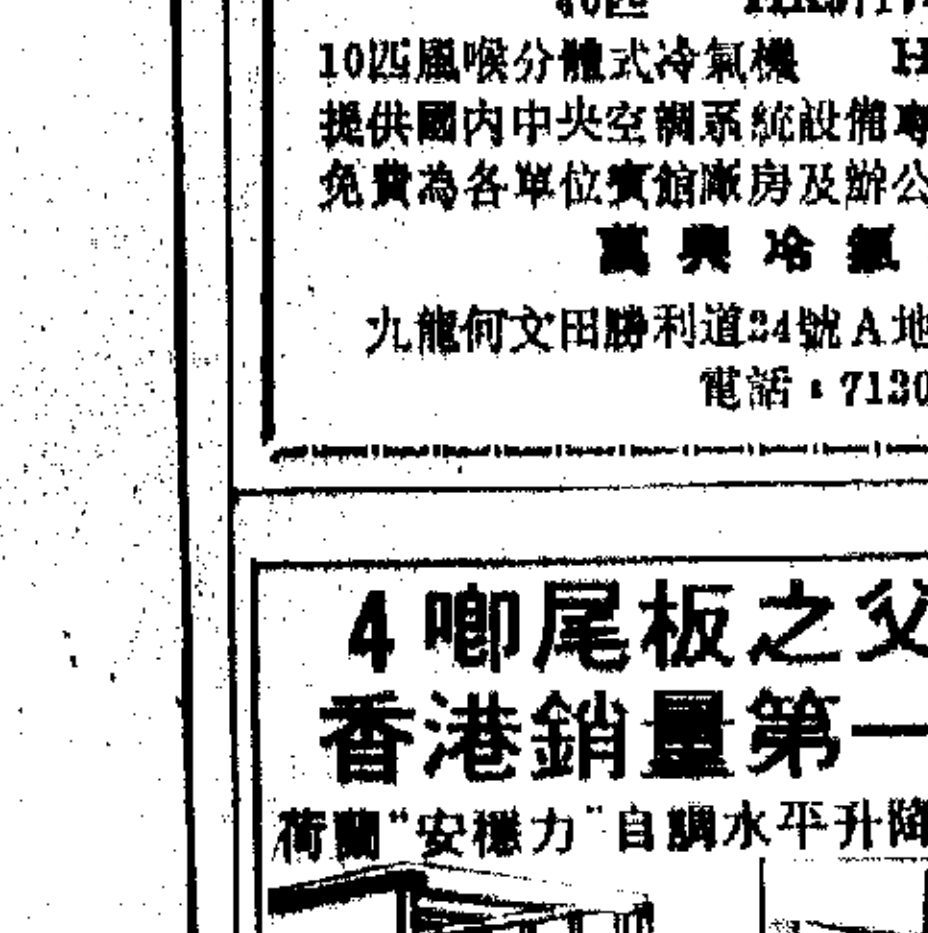 10匹風喉分體式冷氣機 H
提供國內中央空調系統設備專
免費為各單位賓館廠房及辦公
萬興冷氣
九龍何文田勝利道24號A地
電話：7130
4唧尾板之父
香港銷量第一
荷蘭"安穩力"自調水平升降